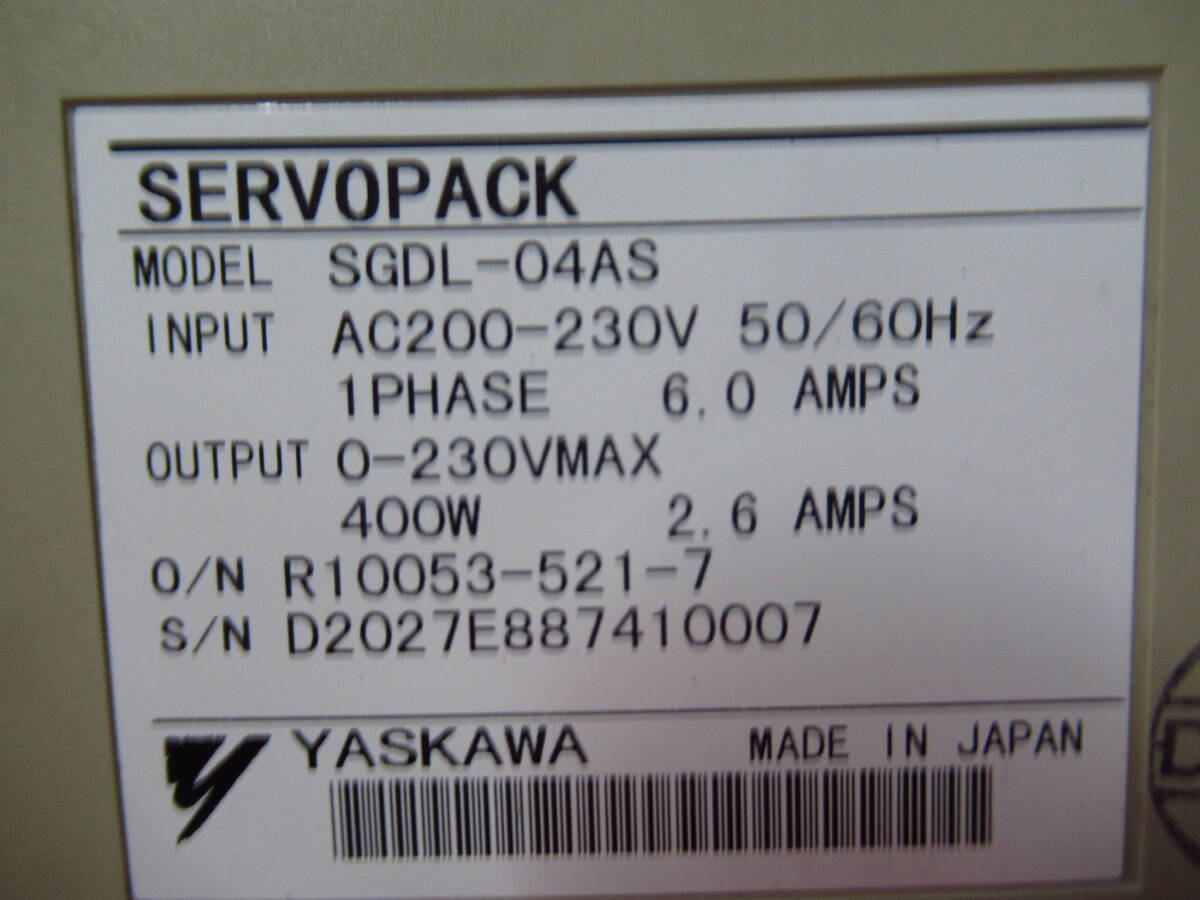 SERVOPACK
MODEL SGDL-04AS
INPUT AC200-230V 50/60Hz
1PHASE 6.0 AMPS
OUTPUT 0-230VMAX
400W 2.6 AMPS
O/N R10053-521-7
S/N D2027E887410007
YASKAWA MADE IN JAPAN